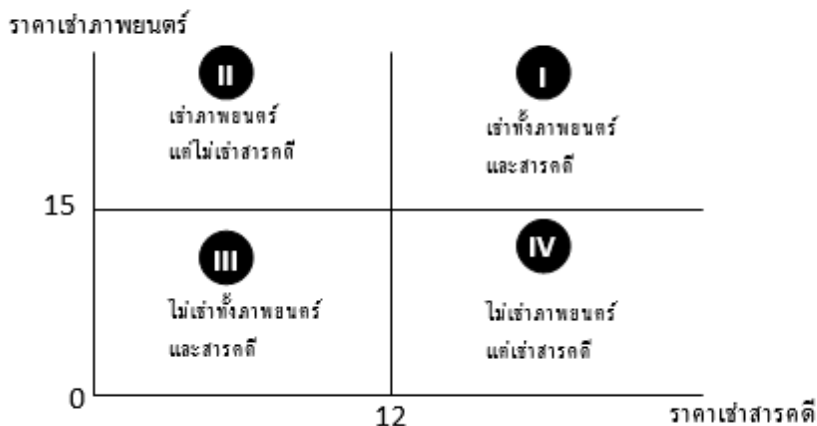 ราคาเช่าภาพยนตร์
II
I
เช่าภาพยนตร์
แต่ไม่เช่าสารคดี
เช่าทั้งภาพยนตร์
และสารคดี
15
III
IV
ไม่เช่าทั้งภาพยนตร์
และสารคดี
ไม่เช่าภาพยนตร์
แต่เช่าสารคดี
0
12
ราคาเช่าสารคดี